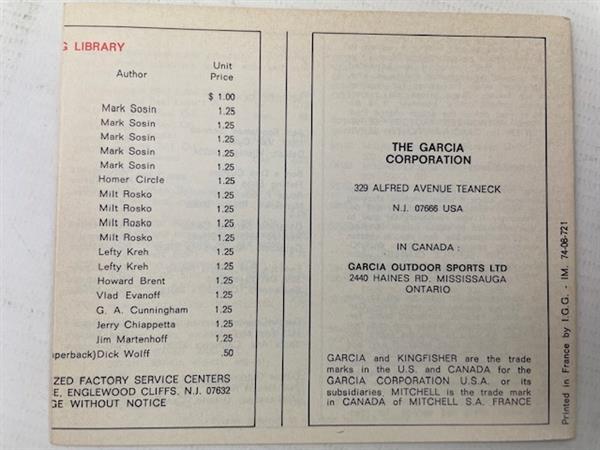 G LIBRARY
Author Unit Price
$ 1.00
Mark Sosin 1.25
Mark Sosin 1.25
Mark Sosin 1.25
Mark Sosin 1.25
Mark Sosin 1.25
Homer Circle 1.25
Milt Rosko 1.25
Milt Rosko 1.25
Milt Rosko 1.25
Milt Rosko 1.25
Lefty Kreh 1.25
Lefty Kreh 1.25
Howard Brent 1.25
Vlad Evanoff 1.25
G. A. Cunningham 1.25
Jerry Chiappetta 1.25
Jim Martenhoff 1.25
aperback) Dick Wolff .50
ZED FACTORY SERVICE CENTERS
E, ENGLEWOOD CLIFFS. N.J. 07632
GE WITHOUT NOTICE
THE GARCIA
CORPORATION
329 ALFRED AVENUE TEANECK
N.J. 07666 USA
IN CANADA :
GARCIA OUTDOOR SPORTS LTD
2440 HAINES RD. MISSISSAUGA
ONTARIO
GARCIA and KINGFISHER are the trade
marks in the U.S. and CANADA for the
GARCIA CORPORATION U.S.A. or its
subsidiaries. MITCHELL is the trade mark
in CANADA of MITCHELL S.A. FRANCE
Printed in France by I.G.G. - IM. 74-06-721